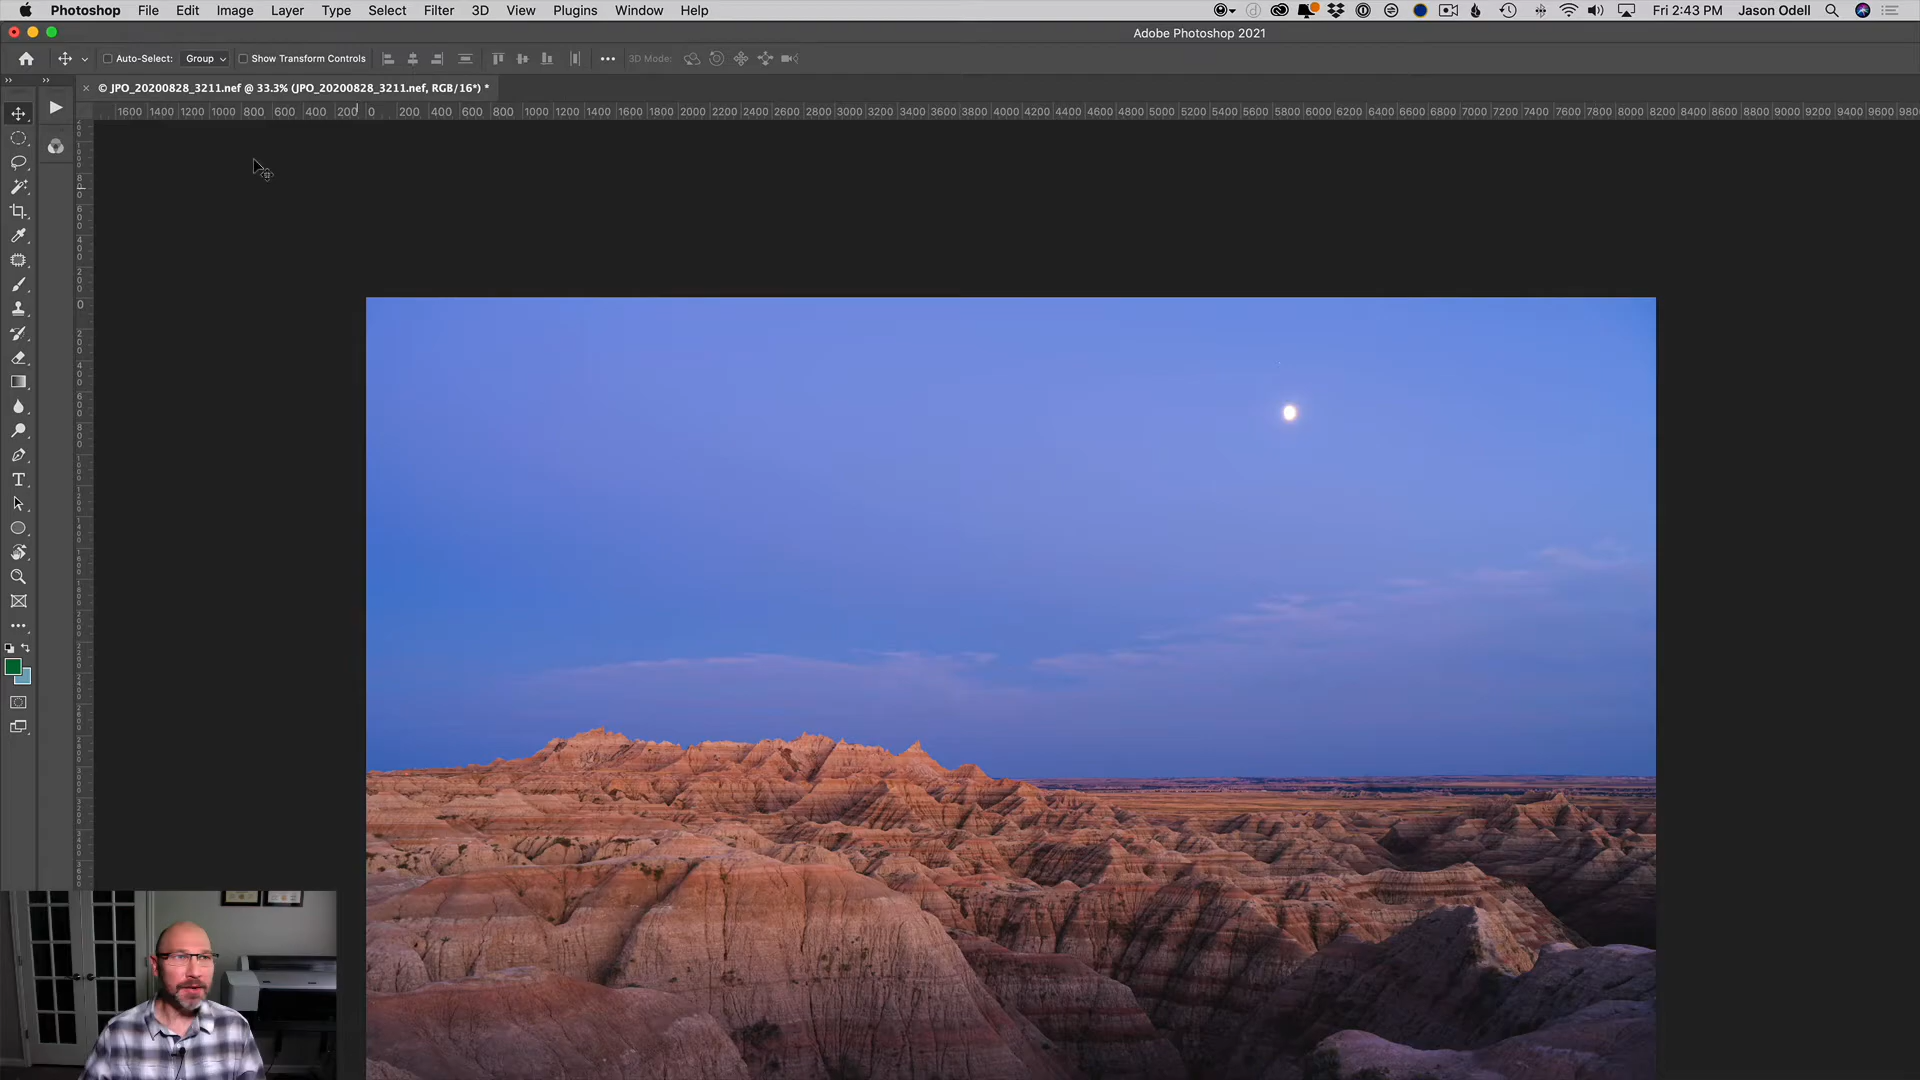 Photoshop File Edit Image Layer Type Select Filter 3D View Plugins Window Help Fri 2:43 PM Jason Odell
Adobe Photoshop 2021
Auto-Select: Group Show Transform Controls 3D Mode:
© JPO_20200828_3211.nef @ 33.3% (JPO_20200828_3211.nef, RGB/16*) *
1600 1400 1200 1000 800 600 400 200 0 200 400 600 800 1000 1200 1400 1600 1800 2000 2200 2400 2600 2800 3000 3200 3400 3600 3800 4000 4200 4400 4600 4800 5000 5200 5400 5600 5800 6000 6200 6400 6600 6800 7000 7200 7400 7600 7800 8000 8200 8400 8600 8800 9000 9200 9400 9600 980